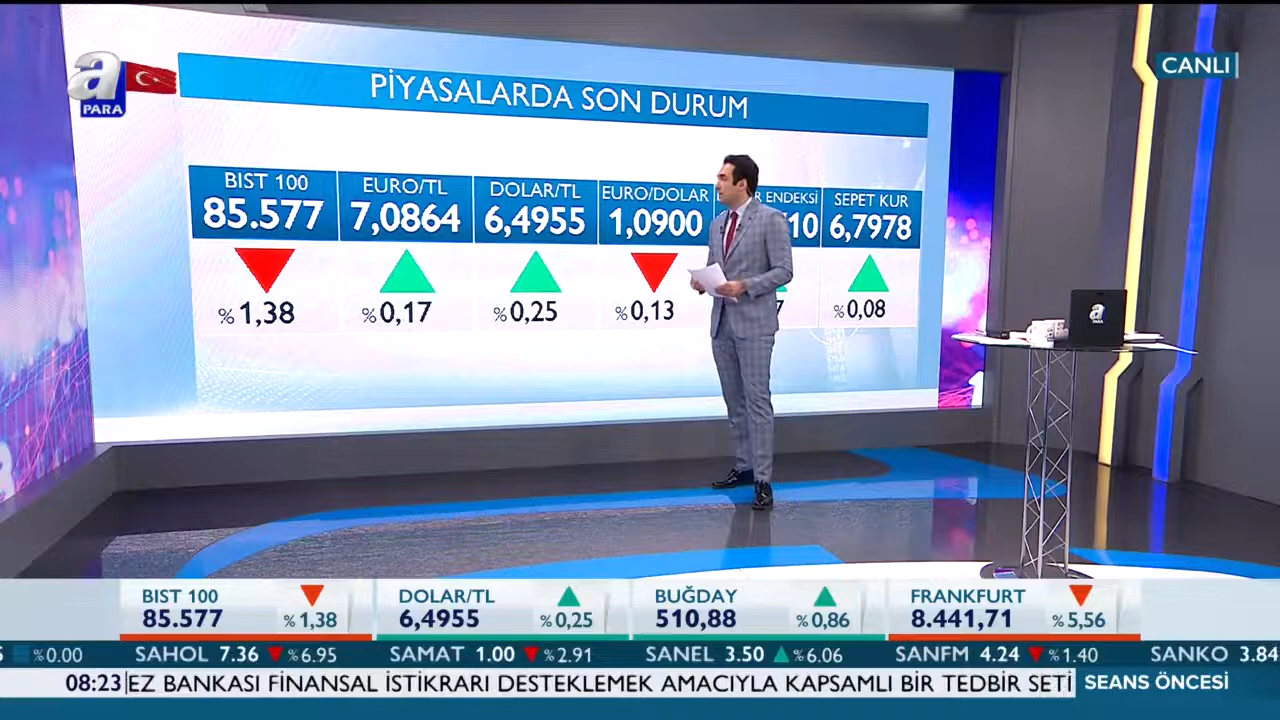 a
PARA
CANLI
PİYASALARDA SON DURUM
BIST 100 EURO/TL DOLAR/TL EURO/DOLAR ENDEKSİ SEPET KUR
85.577 7,0864 6,4955 1,0900 10 6,7978
%1,38 %0,17 %0,25 %0,13 7 %0,08
a
PARA
BIST 100 DOLAR/TL BUĞDAY FRANKFURT
85.577 %1,38 6,4955 %0,25 510,88 %0,86 8.441,71 %5,56
%0.00 SAHOL 7.36 %6.95 SAMAT 1.00 %2.91 SANEL 3.50 %6.06 SANFM 4.24 %1.40 SANKO 3.84
08:23 EZ BANKASI FİNANSAL İSTİKRARI DESTEKLEMEK AMACIYLA KAPSAMLI BİR TEDBİR SETİ SEANS ÖNCESİ